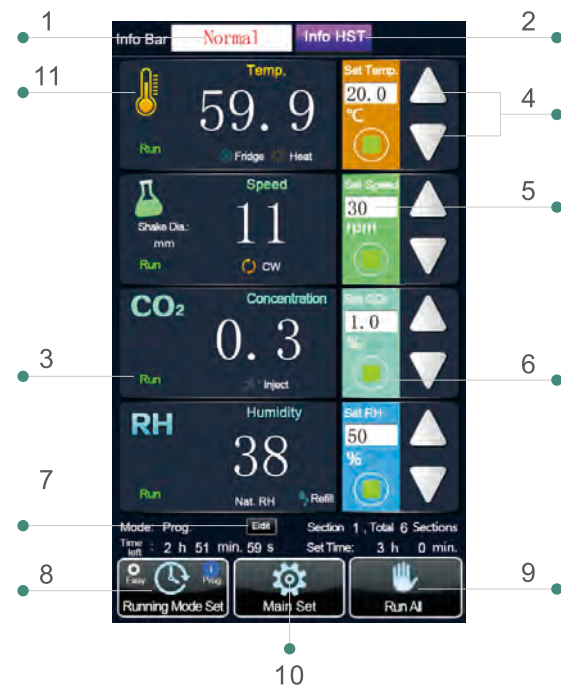 1
2
Info Bar Normal Info HST
11
Temp.
Set Temp.
59.9
20.0
℃
4
Run
Fridge Heat
Speed
Set Speed
5
30
Shake Dia.:
mm
11
rpm
Run
CW
CO₂
Concentration
Set CO₂
1.0
0.3
%
3
6
Run
Inject
RH
Humidity
Set RH
50
38
%
7
Run
Nat. RH
Refill
Mode: Prog. Edit Section 1 , Total 6 Sections
Time left : 2 h 51 min. 59 s Set Time: 3 h 0 min.
8
Easy
Prog.
9
Running Mode Set
Main Set
Run All
10